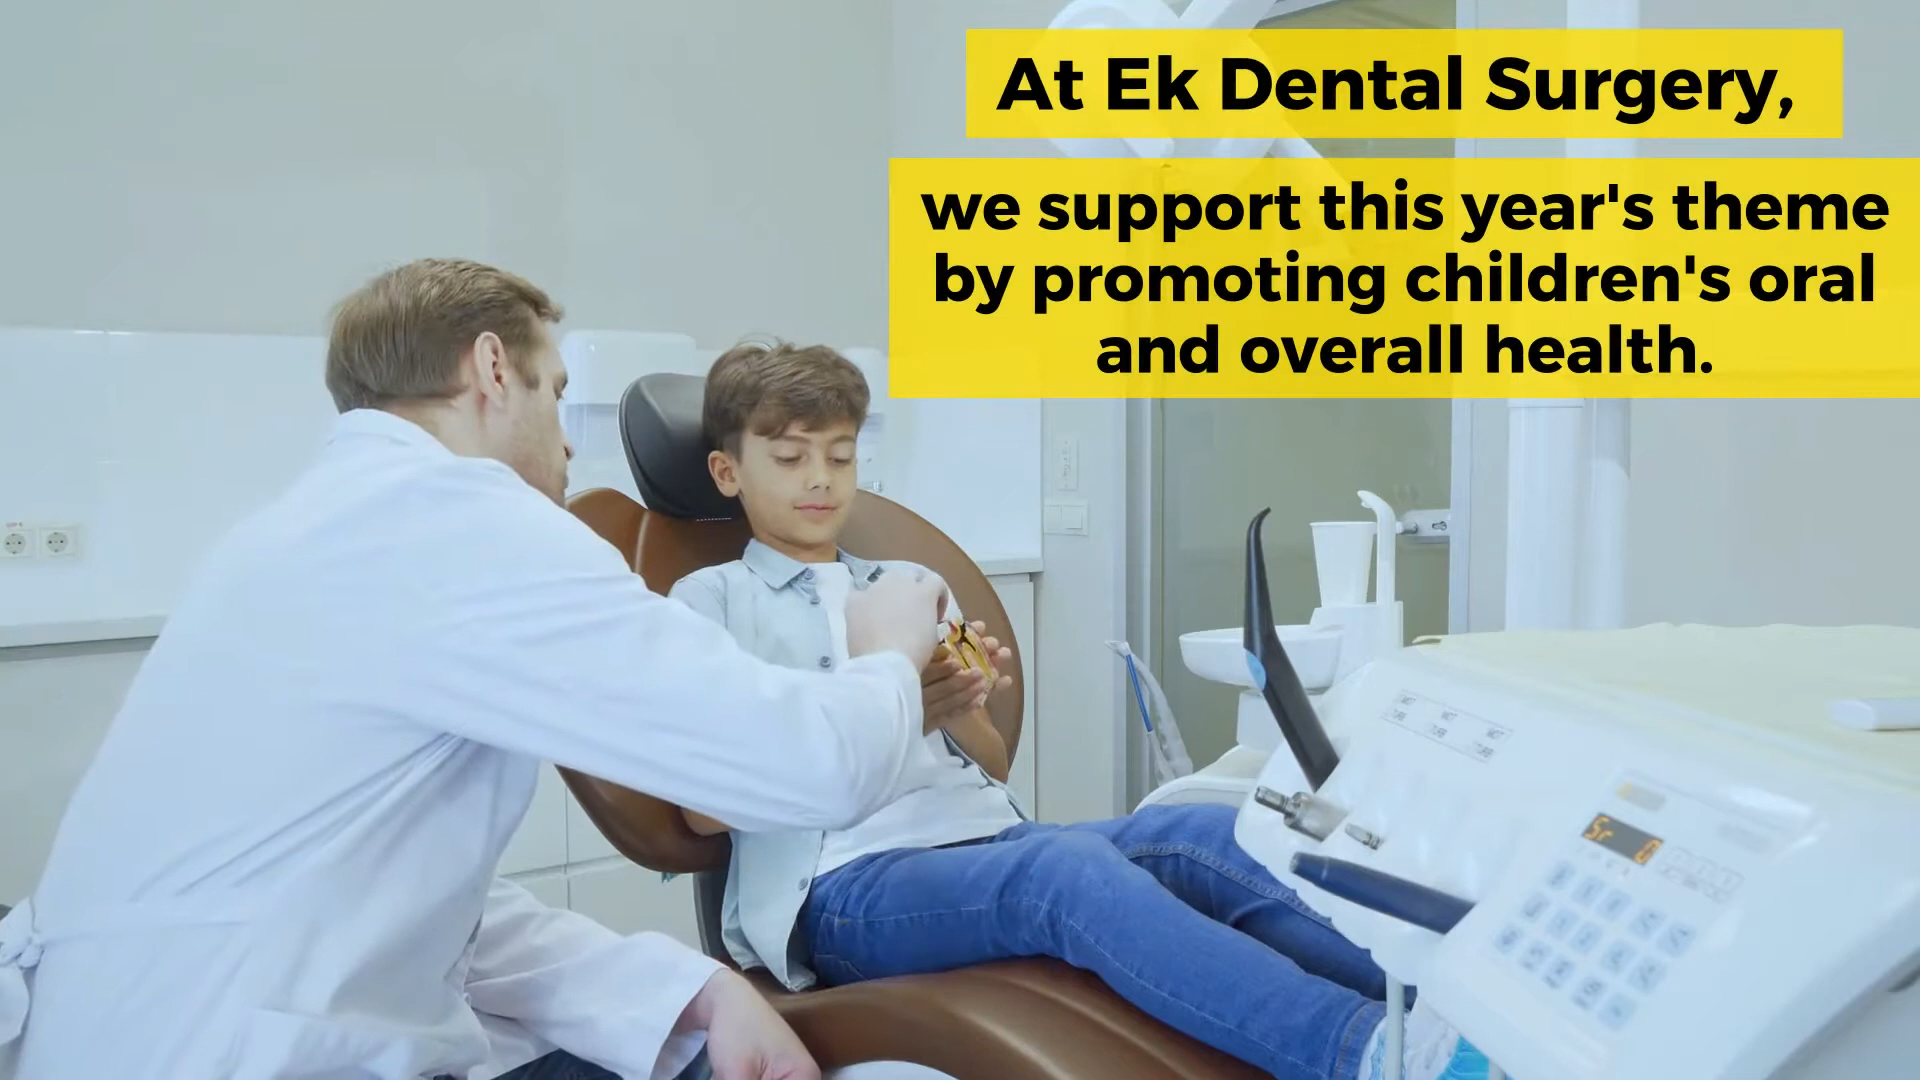 At Ek Dental Surgery,
we support this year's theme
by promoting children's oral
and overall health.